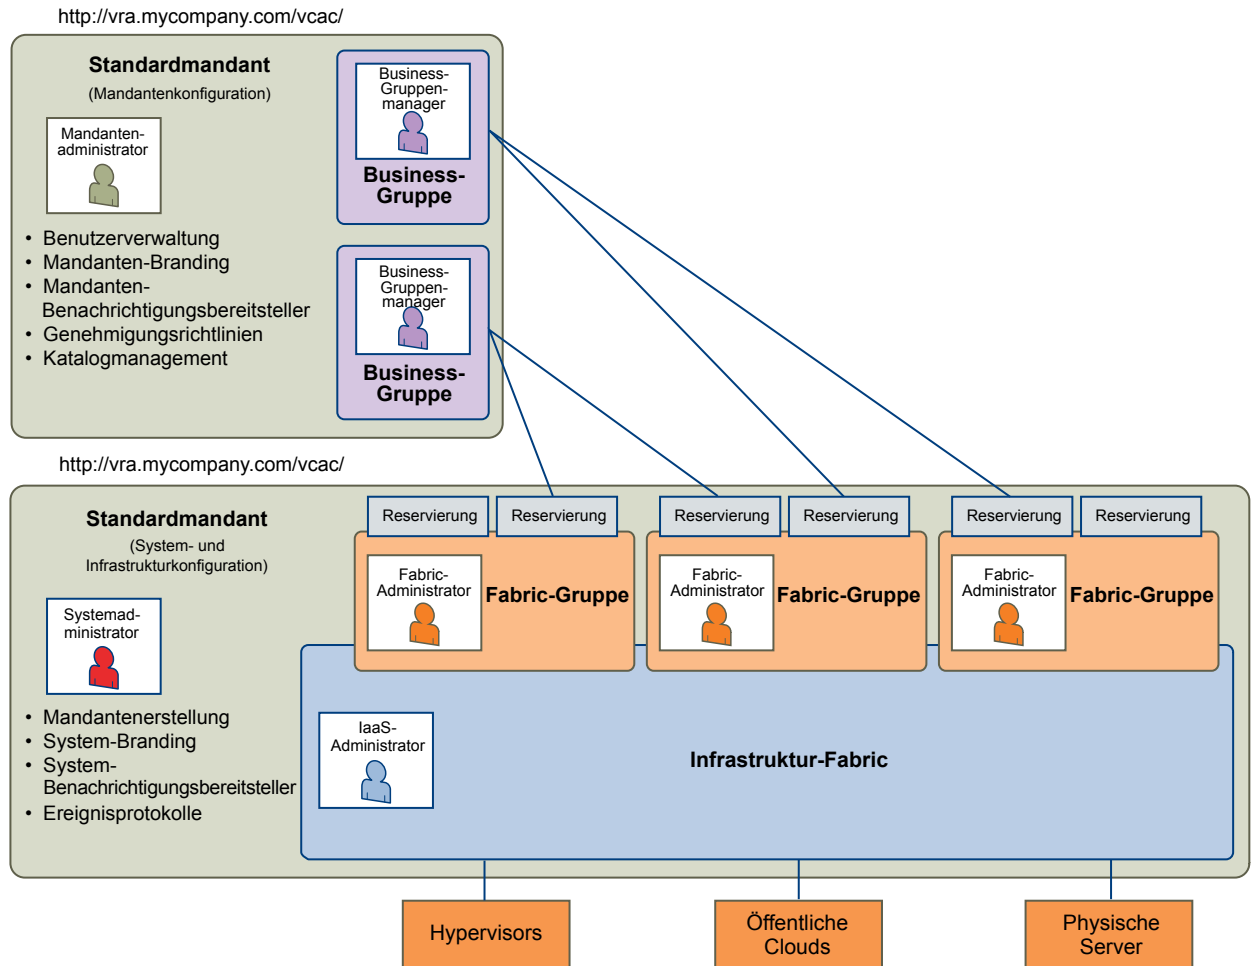 http://vra.mycompany.com/vcac/
Standardmandant
(Mandantenkonfiguration)
Mandanten-
administrator
• Benutzerverwaltung
• Mandanten-Branding
• Mandanten-
Benachrichtigungsbereitsteller
• Genehmigungsrichtlinien
• Katalogmanagement
Business-
Gruppen-
manager
Business-
Gruppe
Business-
Gruppen-
manager
Business-
Gruppe
http://vra.mycompany.com/vcac/
Standardmandant
(System- und
Infrastrukturkonfiguration)
Systemad-
ministrator
• Mandantenerstellung
• System-Branding
• System-
Benachrichtigungsbereitsteller
• Ereignisprotokolle
Reservierung
Reservierung
Fabric-
Administrator
Fabric-Gruppe
Reservierung
Reservierung
Fabric-
Administrator
Fabric-Gruppe
Reservierung
Reservierung
Fabric-
Administrator
Fabric-Gruppe
IaaS-
Administrator
Infrastruktur-Fabric
Hypervisors
Öffentliche
Clouds
Physische
Server